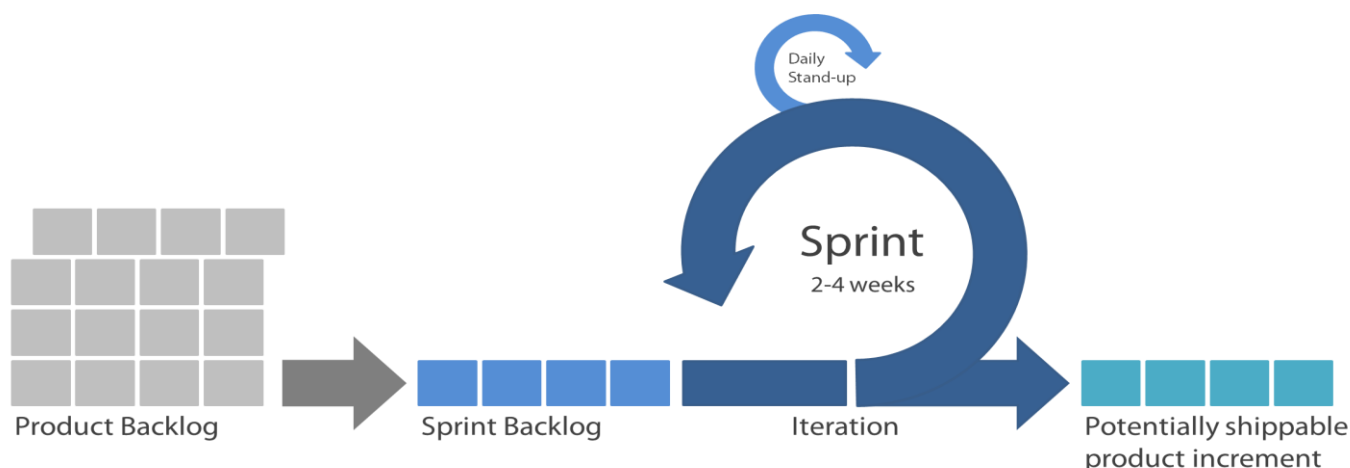 Daily
Stand-up
Sprint
2-4 weeks
Product Backlog
Sprint Backlog
Iteration
Potentially shippable
product increment